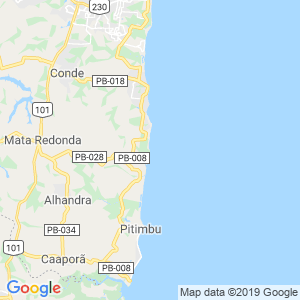 230
Conde
PB-018
101
Mata Redonda
PB-028
PB-008
Alhandra
PB-034
Pitimbu
101
Caaporã
PB-008
Google
Map data ©2019 Google